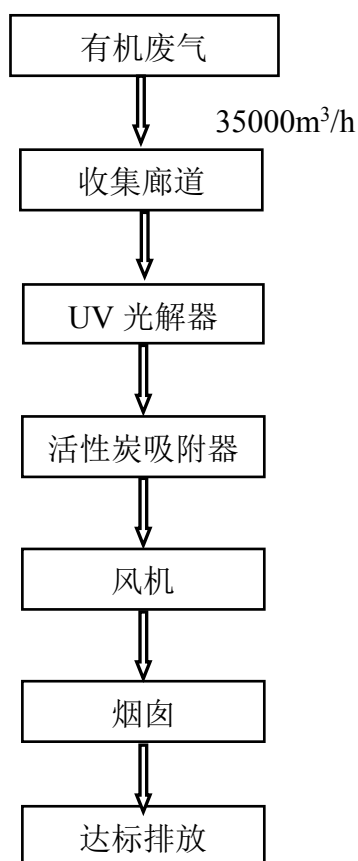 有机废气
35000m³/h
收集廊道
UV 光解器
活性炭吸附器
风机
烟囱
达标排放